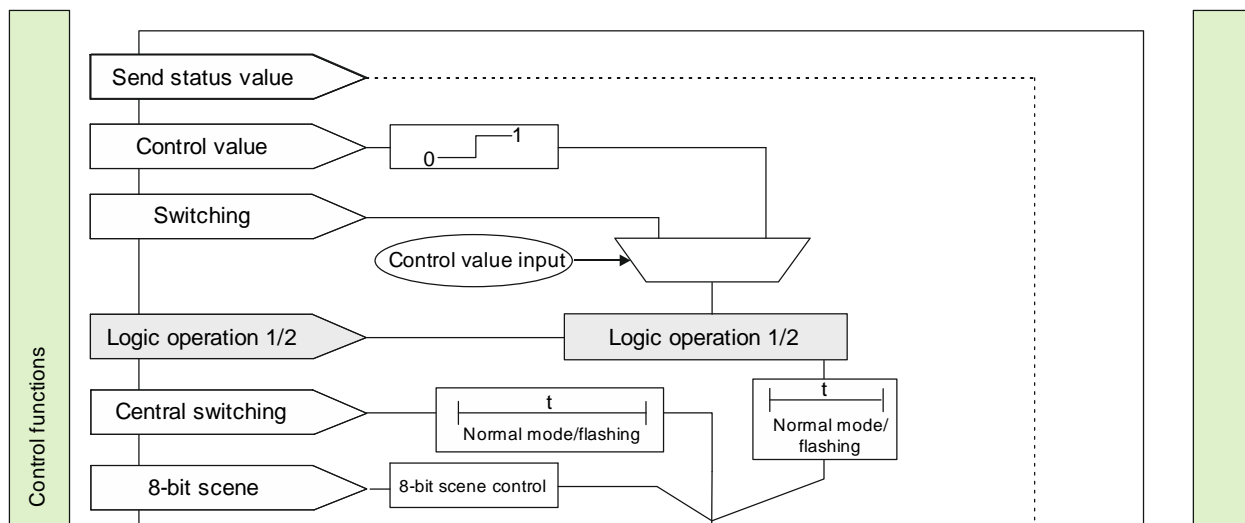 Control functions
Send status value
Control value
0
1
Switching
Control value input
Logic operation 1/2
Logic operation 1/2
Central switching
t
Normal mode/flashing
t
Normal mode/
flashing
8-bit scene
8-bit scene control